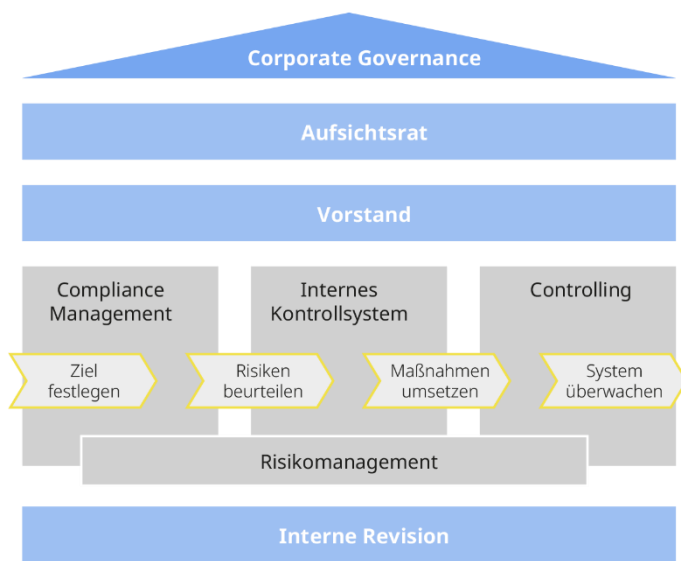 Corporate Governance
Aufsichtsrat
Vorstand
Compliance
Management
Internes
Kontrollsystem
Controlling
Ziel
festlegen
Risiken
beurteilen
Maßnahmen
umsetzen
System
überwachen
Risikomanagement
Interne Revision